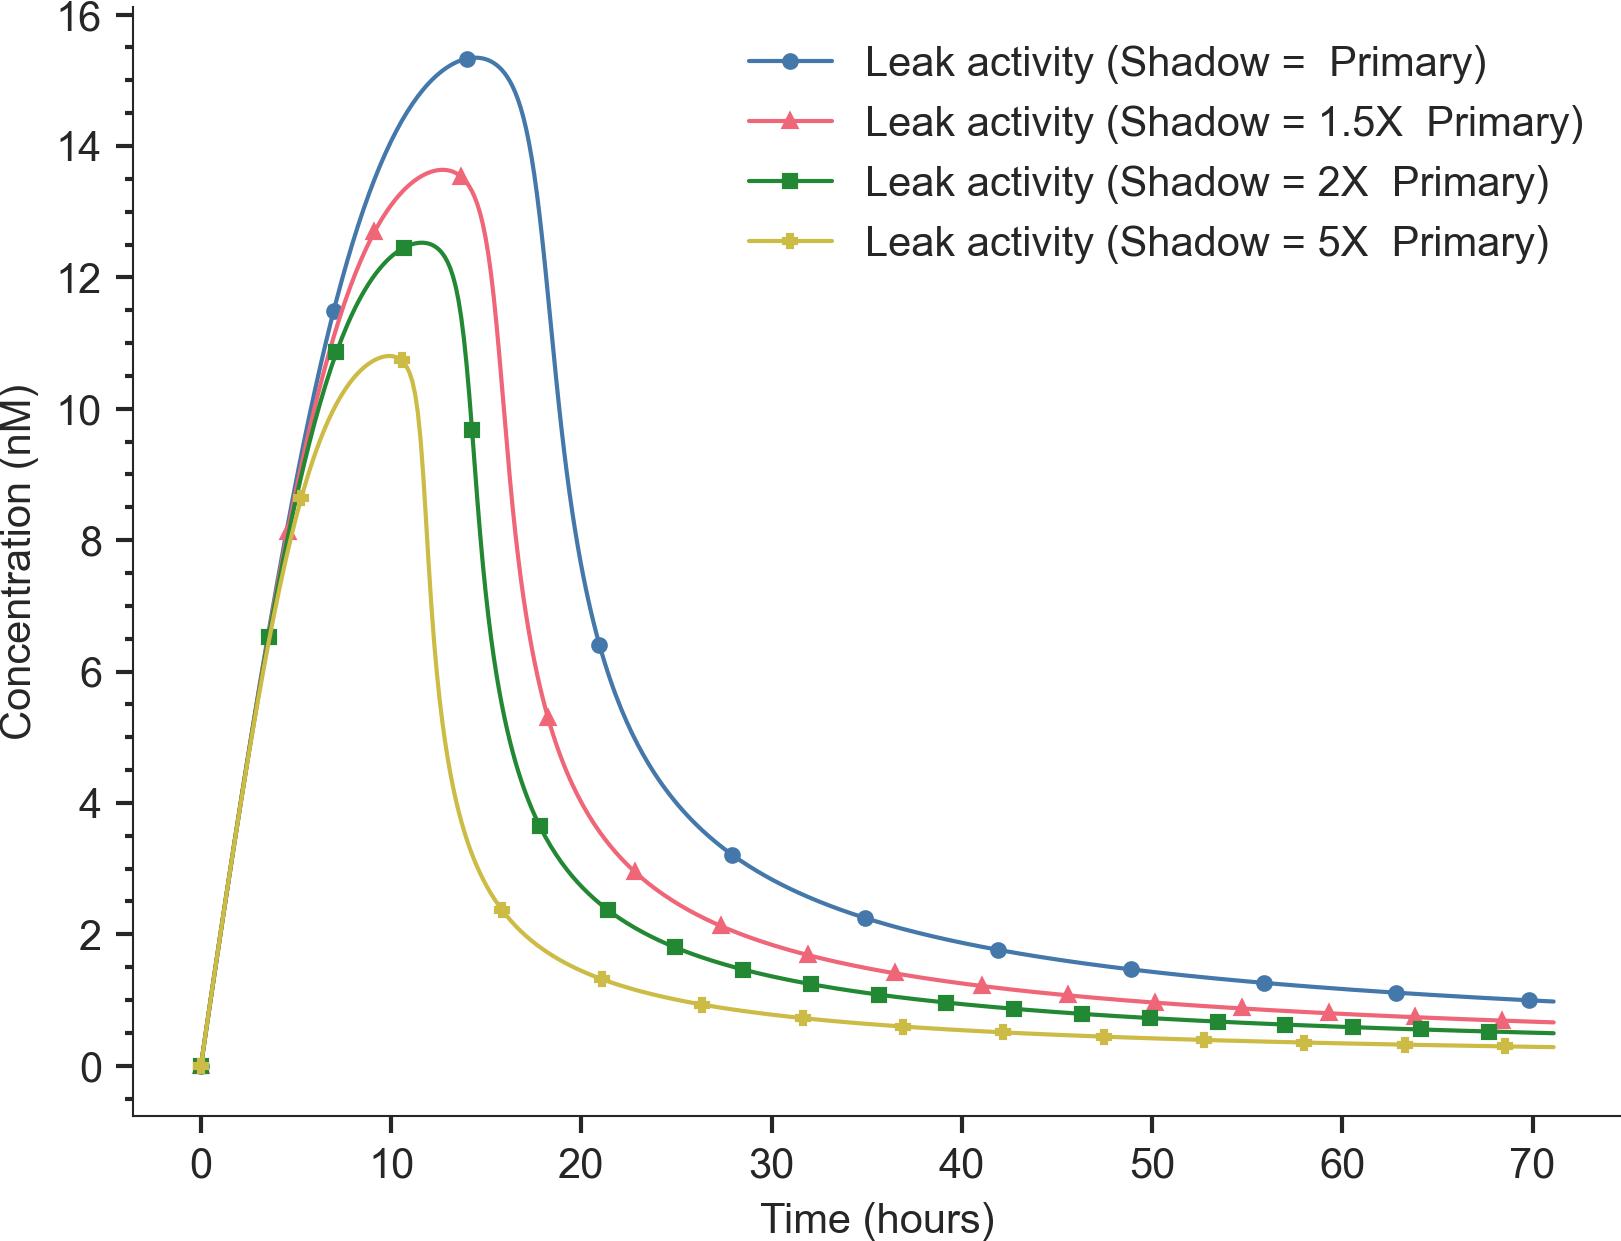 16
14
12
10
8
6
4
2
0
Concentration (nM)
Leak activity (Shadow =  Primary)
Leak activity (Shadow = 1.5X  Primary)
Leak activity (Shadow = 2X  Primary)
Leak activity (Shadow = 5X  Primary)
0 10 20 30 40 50 60 70
Time (hours)